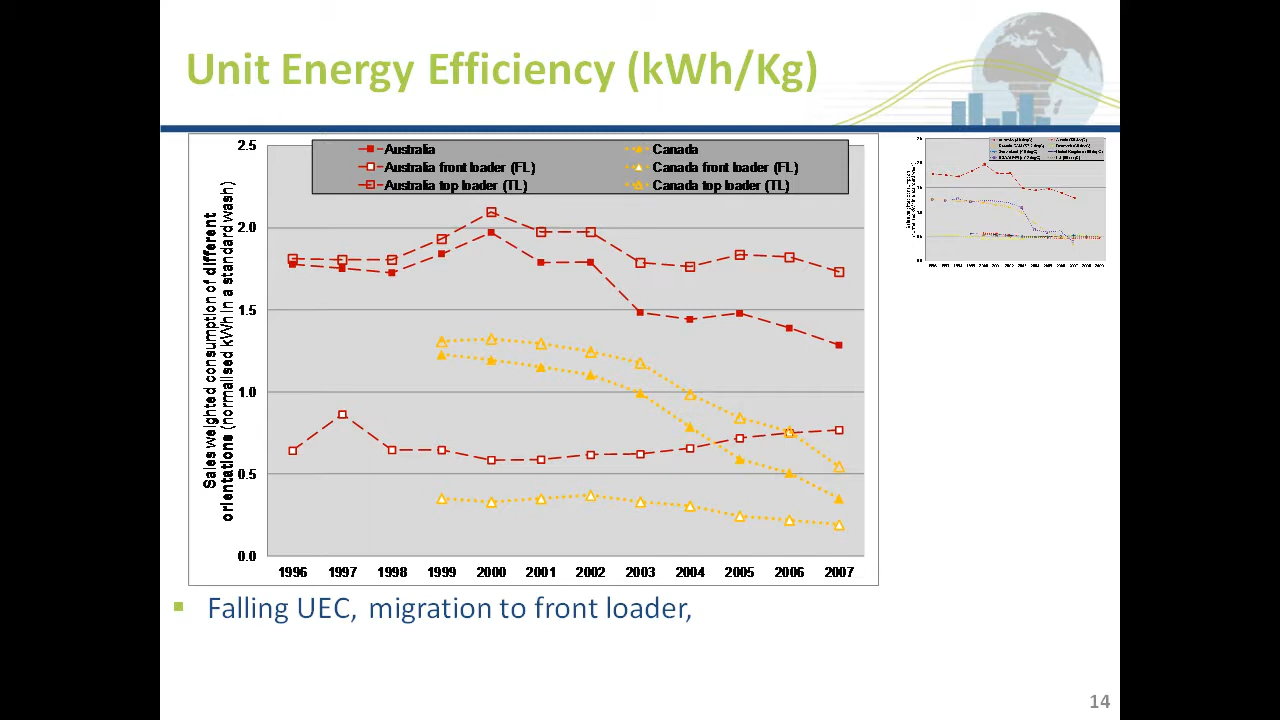 Unit Energy Efficiency (kWh/Kg)
Australia
Canada
Australia front loader (FL)
Canada front loader (FL)
Australia top loader (TL)
Canada top loader (TL)
Sales weighted consumption of different
orientations (normalised kWh in a standard wash)
2.5
2.0
1.5
1.0
0.5
0.0
1996 1997 1998 1999 2000 2001 2002 2003 2004 2005 2006 2007
Falling UEC, migration to front loader,
14